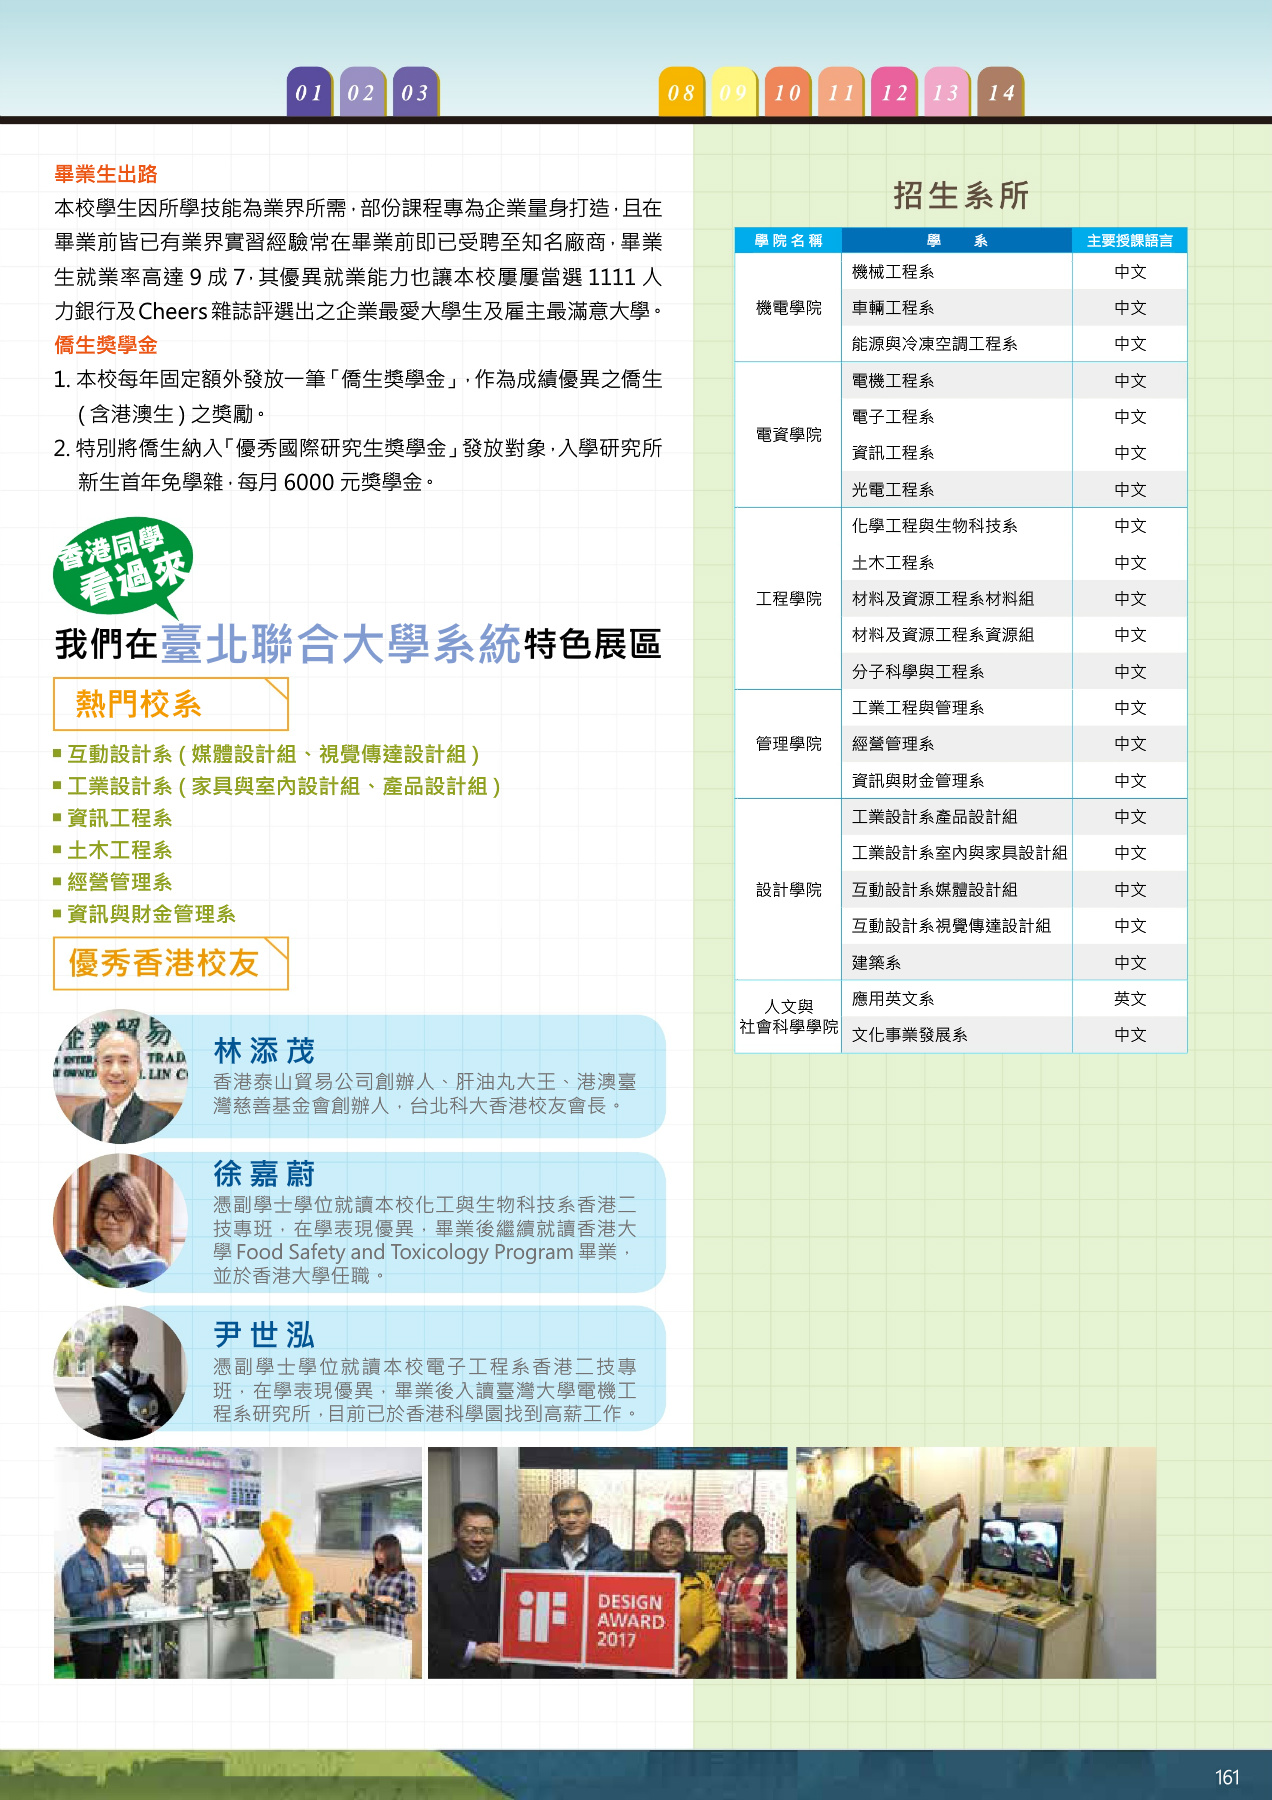 01 02 03 08 09 10 11 12 13 14
畢業生出路
本校學生因所學技能為業界所需，部份課程專為企業量身打造，且在
畢業前皆已有業界實習經驗常在畢業前即已受聘至知名廠商，畢業
生就業率高達 9 成 7，其優異就業能力也讓本校屢屢當選 1111 人
力銀行及 Cheers 雜誌評選出之企業最愛大學生及雇主最滿意大學。
僑生獎學金
1. 本校每年固定額外發放一筆「僑生獎學金」，作為成績優異之僑生
( 含港澳生 ) 之獎勵。
2. 特別將僑生納入「優秀國際研究生獎學金」發放對象，入學研究所
新生首年免學雜，每月 6000 元獎學金。
香港同學
看過來
我們在臺北聯合大學系統特色展區
熱門校系
▪ 互動設計系 ( 媒體設計組、視覺傳達設計組 )
▪ 工業設計系 ( 家具與室內設計組、產品設計組 )
▪ 資訊工程系
▪ 土木工程系
▪ 經營管理系
▪ 資訊與財金管理系
優秀香港校友
林添茂
香港泰山貿易公司創辦人、肝油丸大王、港澳臺
灣慈善基金會創辦人，台北科大香港校友會長。
徐嘉蔚
憑副學士學位就讀本校化工與生物科技系香港二
技專班，在學表現優異，畢業後繼續就讀香港大
學 Food Safety and Toxicology Program 畢業，
並於香港大學任職。
尹世泓
憑副學士學位就讀本校電子工程系香港二技專
班，在學表現優異，畢業後入讀臺灣大學電機工
程系研究所，目前已於香港科學園找到高薪工作。
招生系所
學院名稱 學 系 主要授課語言
機電學院
機械工程系 中文
車輛工程系 中文
能源與冷凍空調工程系 中文
電資學院
電機工程系 中文
電子工程系 中文
資訊工程系 中文
光電工程系 中文
工程學院
化學工程與生物科技系 中文
土木工程系 中文
材料及資源工程系材料組 中文
材料及資源工程系資源組 中文
分子科學與工程系 中文
管理學院
工業工程與管理系 中文
經營管理系 中文
資訊與財金管理系 中文
設計學院
工業設計系產品設計組 中文
工業設計系室內與家具設計組 中文
互動設計系媒體設計組 中文
互動設計系視覺傳達設計組 中文
建築系 中文
人文與
社會科學學院
應用英文系 英文
文化事業發展系 中文
企業貿易
TRAD
LIN C
iF
DESIGN
AWARD
2017
161